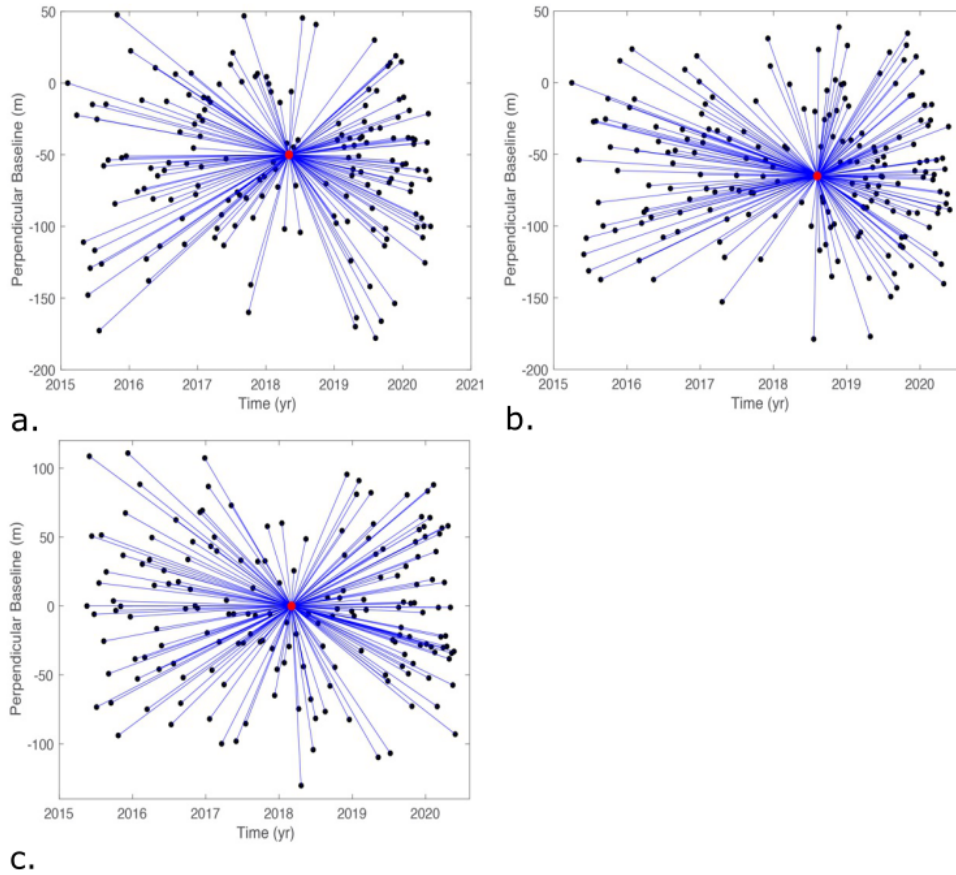 50
0
-50
-100
-150
-200
Perpendicular Baseline (m)
2015 2016 2017 2018 2019 2020 2021
Time (yr)
a.
50
0
-50
-100
-150
-200
Perpendicular Baseline (m)
2015 2016 2017 2018 2019 2020
Time (yr)
b.
100
50
0
-50
-100
Perpendicular Baseline (m)
2015 2016 2017 2018 2019 2020
Time (yr)
c.